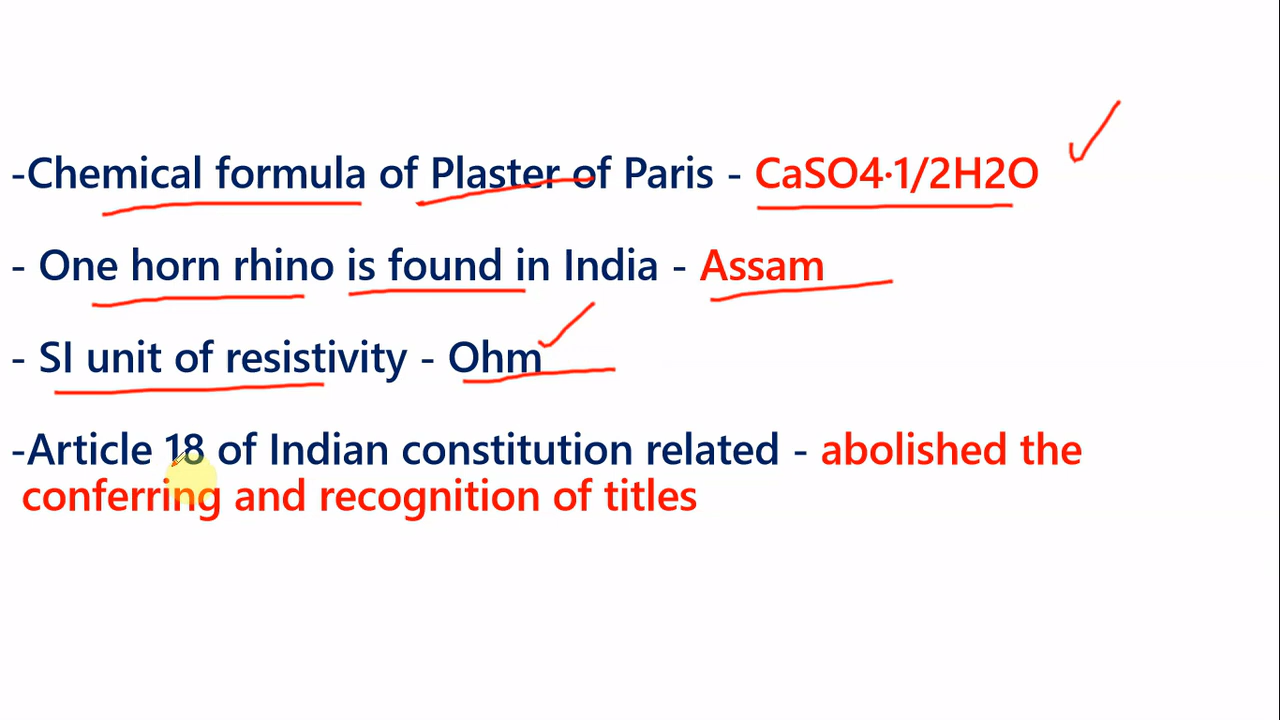 -Chemical formula of Plaster of Paris - CaSO4·1/2H2O
- One horn rhino is found in India - Assam
- SI unit of resistivity - Ohm
-Article 18 of Indian constitution related - abolished the
conferring and recognition of titles